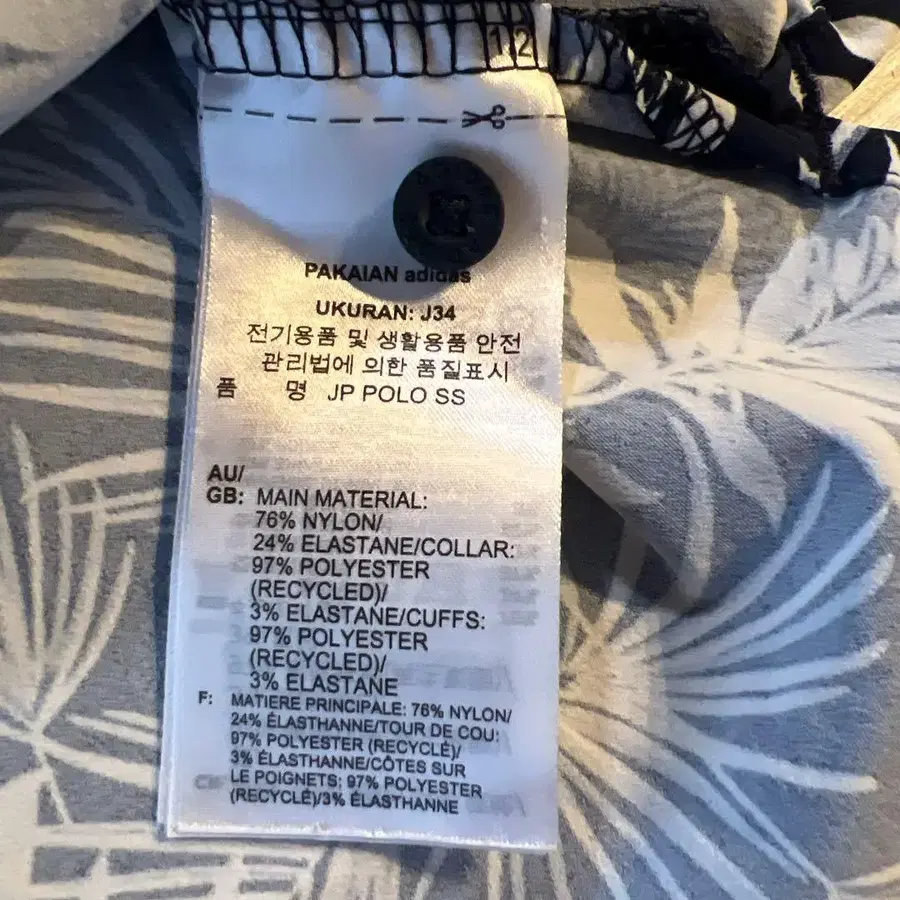 12
PAKAIAN adidas
UKURAN: J34
전기용품 및 생활용품 안전
관리법에 의한 품질표시
품 명 JP POLO SS
AU/
GB: MAIN MATERIAL:
76% NYLON/
24% ELASTANE/COLLAR:
97% POLYESTER
(RECYCLED)/
3% ELASTANE/CUFFS:
97% POLYESTER
(RECYCLED)/
3% ELASTANE
F: MATIERE PRINCIPALE: 76% NYLON/
24% ÉLASTHANNE/TOUR DE COU:
97% POLYESTER (RECYCLÉ)/
3% ÉLASTHANNE/CÔTES SUR
LE POIGNETS: 97% POLYESTER
(RECYCLÉ)/3% ÉLASTHANNE